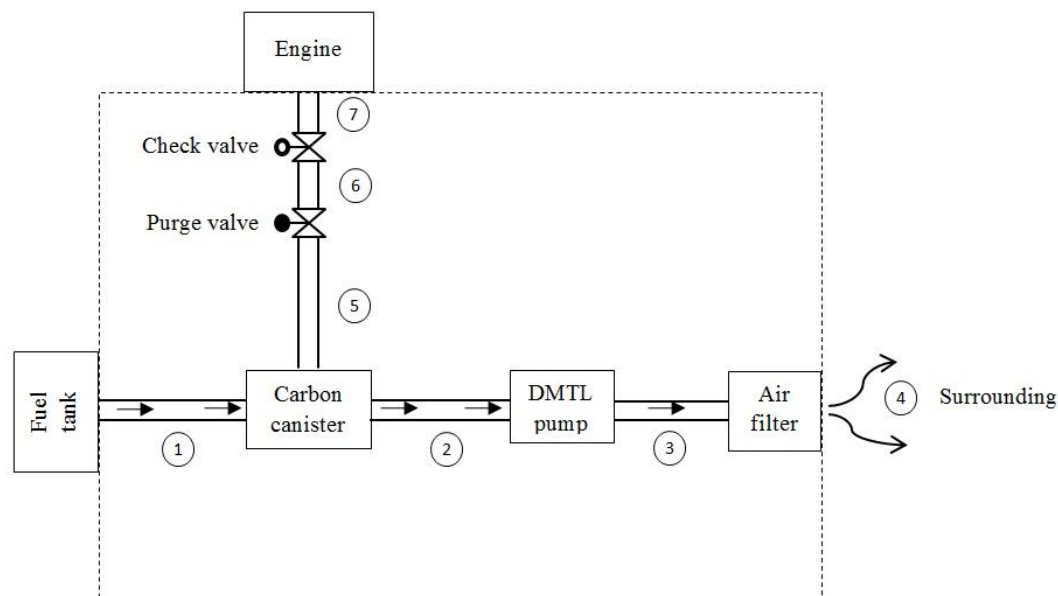 Engine
7
Check valve
6
Purge valve
5
Fuel
tank
Carbon
canister
DMTL
pump
Air
filter
4
Surrounding
1
2
3